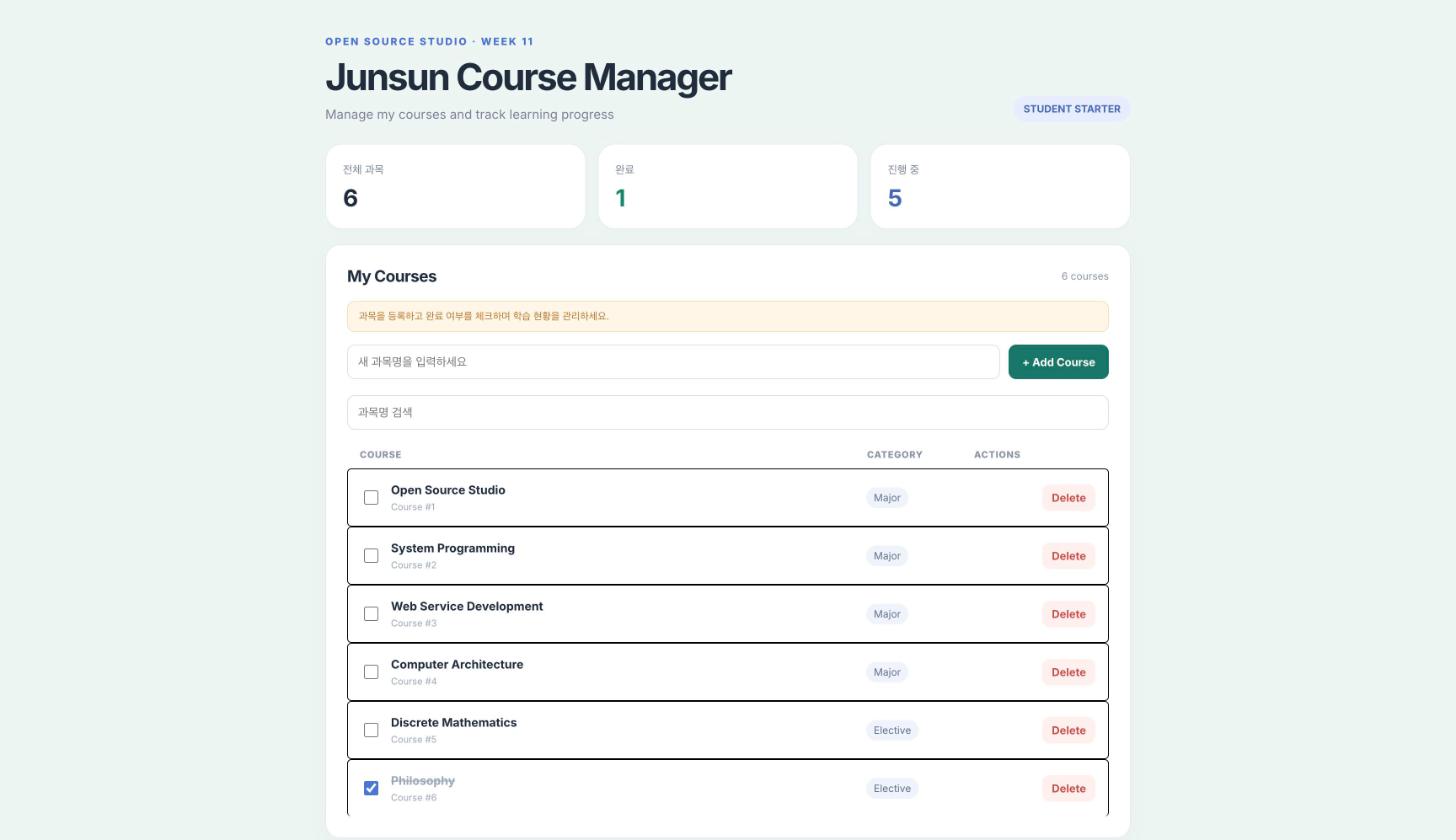 OPEN SOURCE STUDIO · WEEK 11
Junsun Course Manager
Manage my courses and track learning progress
STUDENT STARTER
전체 과목
6
완료
1
진행 중
5
My Courses
6 courses
과목을 등록하고 완료 여부를 체크하며 학습 현황을 관리하세요.
새 과목명을 입력하세요
+ Add Course
과목명 검색
COURSE CATEGORY ACTIONS
Open Source Studio
Course #1
Major
Delete
System Programming
Course #2
Major
Delete
Web Service Development
Course #3
Major
Delete
Computer Architecture
Course #4
Major
Delete
Discrete Mathematics
Course #5
Elective
Delete
Philosophy
Course #6
Elective
Delete